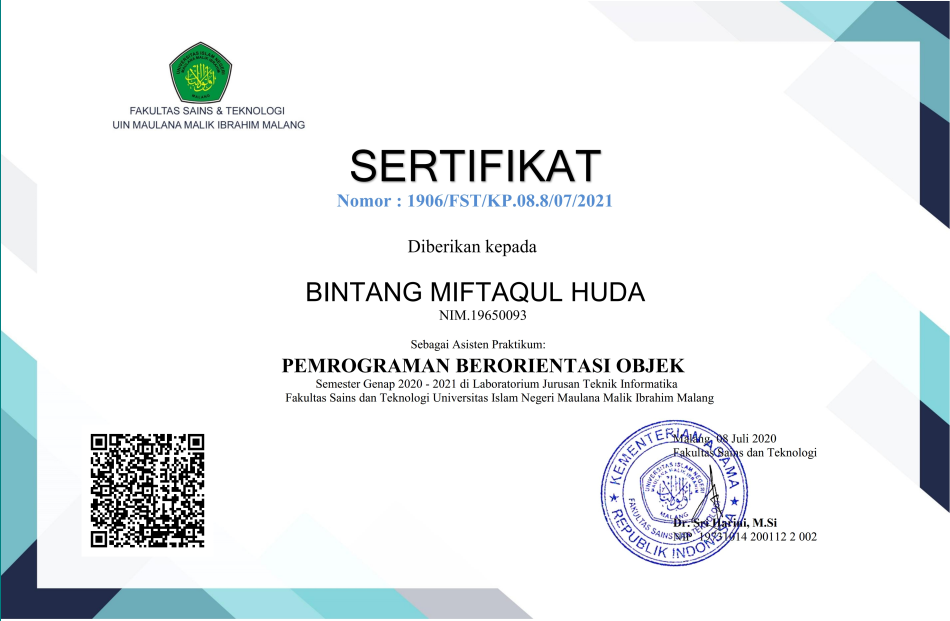 FAKULTAS SAINS & TEKNOLOGI
UIN MAULANA MALIK IBRAHIM MALANG
SERTIFIKAT
Nomor : 1906/FST/KP.08.8/07/2021
Diberikan kepada
BINTANG MIFTAQUL HUDA
NIM.19650093
Sebagai Asisten Praktikum:
PEMROGRAMAN BERORIENTASI OBJEK
Semester Genap 2020 - 2021 di Laboratorium Jurusan Teknik Informatika
Fakultas Sains dan Teknologi Universitas Islam Negeri Maulana Malik Ibrahim Malang
Malang, 08 Juli 2020
Fakultas Sains dan Teknologi
KEMENTERIAN AGAMA
REPUBLIK INDONESIA
UNIVERSITAS ISLAM NEGERI
MAULANA MALIK IBRAHIM
MALANG
FAKULTAS SAINS DAN TEKNOLOGI
Dr. Sri Harini, M.Si
NIP. 200112 2 002